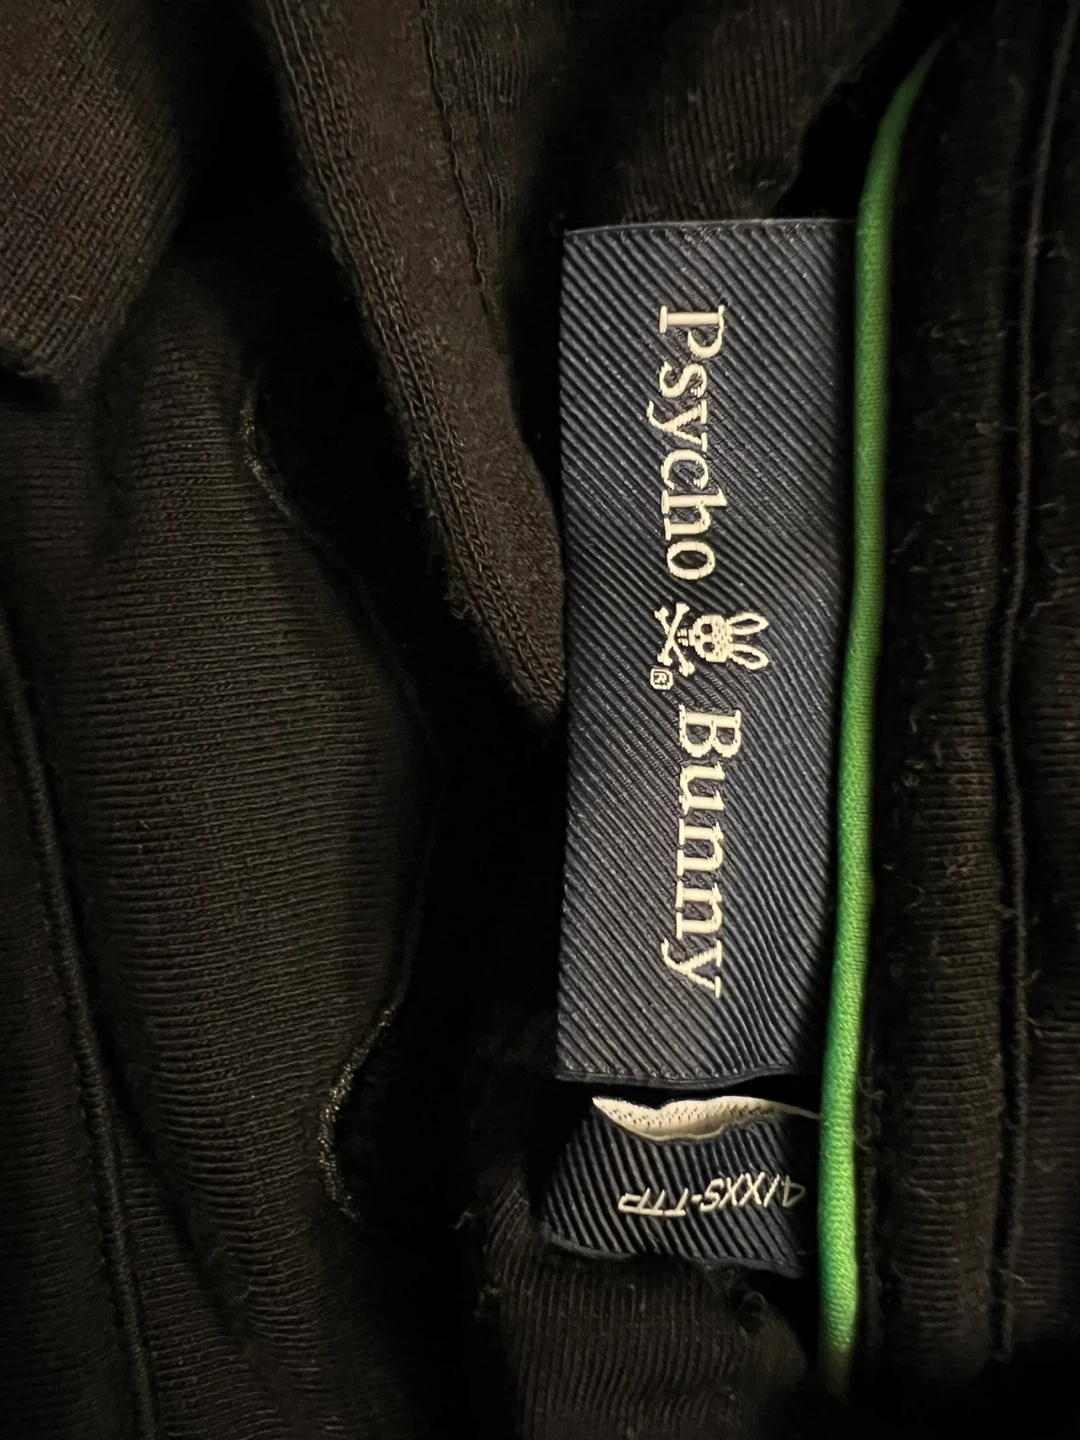 Psycho Bunny
®
4/XXS-TTP